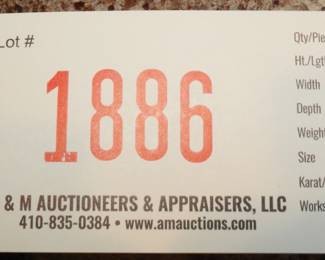 Lot #
1886
& M AUCTIONEERS & APPRAISERS, LLC
410-835-0384 • www.amauctions.com
Qty/Pie
Ht./Lgt
Width
Depth
Weight
Size
Karat/
Works